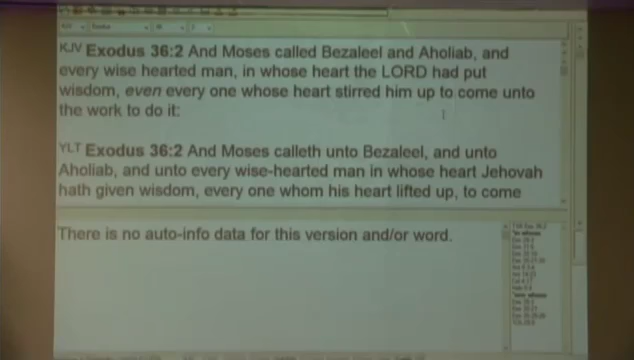 KJV Exodus 36:2 And Moses called Bezaleel and Aholiab, and
every wise hearted man, in whose heart the LORD had put
wisdom, even every one whose heart stirred him up to come unto
the work to do it:
YLT Exodus 36:2 And Moses calleth unto Bezaleel, and unto
Aholiab, and unto every wise-hearted man in whose heart Jehovah
hath given wisdom, every one whom his heart lifted up, to come
There is no auto-info data for this version and/or word.